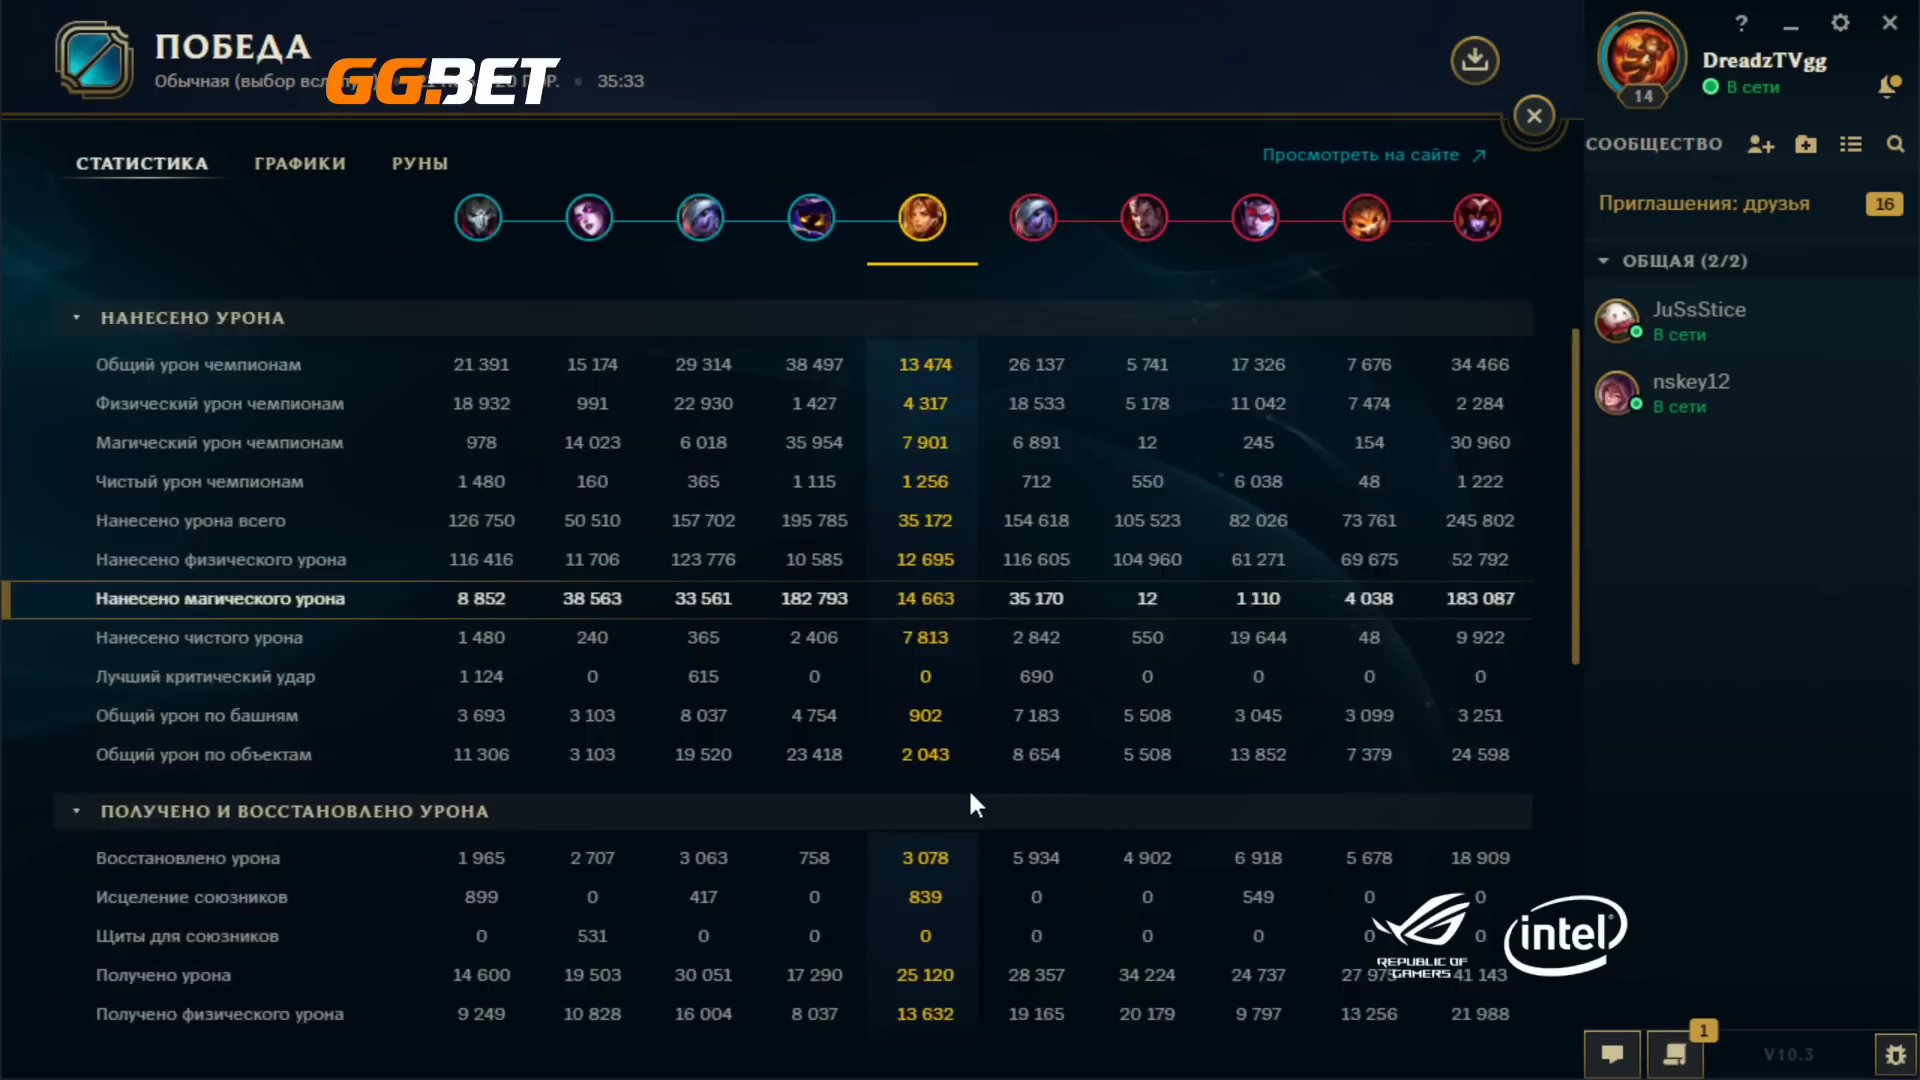 ПОБЕДА
Обычная (выбор • 35:33
GG.BET
DreadzTVgg
В сети
14
СТАТИСТИКА ГРАФИКИ РУНЫ
Просмотреть на сайте
СООБЩЕСТВО
Приглашения: друзья 16
ОБЩАЯ (2/2)
JuSsStice
В сети
nskey12
В сети
НАНЕСЕНО УРОНА
Общий урон чемпионам 21 391 15 174 29 314 38 497 13 474 26 137 5 741 17 326 7 676 34 466
Физический урон чемпионам 18 932 991 22 930 1 427 4 317 18 533 5 178 11 042 7 474 2 284
Магический урон чемпионам 978 14 023 6 018 35 954 7 901 6 891 12 245 154 30 960
Чистый урон чемпионам 1 480 160 365 1 115 1 256 712 550 6 038 48 1 222
Нанесено урона всего 126 750 50 510 157 702 195 785 35 172 154 618 105 523 82 026 73 761 245 802
Нанесено физического урона 116 416 11 706 123 776 10 585 12 695 116 605 104 960 61 271 69 675 52 792
Нанесено магического урона 8 852 38 563 33 561 182 793 14 663 35 170 12 1 110 4 038 183 087
Нанесено чистого урона 1 480 240 365 2 406 7 813 2 842 550 19 644 48 9 922
Лучший критический удар 1 124 0 615 0 0 690 0 0 0 0
Общий урон по башням 3 693 3 103 8 037 4 754 902 7 183 5 508 3 045 3 099 3 251
Общий урон по объектам 11 306 3 103 19 520 23 418 2 043 8 654 5 508 13 852 7 379 24 598
ПОЛУЧЕНО И ВОССТАНОВЛЕНО УРОНА
Восстановлено урона 1 965 2 707 3 063 758 3 078 5 934 4 902 6 918 5 678 18 909
Исцеление союзников 899 0 417 0 839 0 0 549 0 0
Щиты для союзников 0 531 0 0 0 0 0 0 0 0
Получено урона 14 600 19 503 30 051 17 290 25 120 28 357 34 224 24 737 27 975 41 143
Получено физического урона 9 249 10 828 16 004 8 037 13 632 19 165 20 179 9 797 13 256 21 988
REPUBLIC OF
GAMERS
intel
1
V10.3